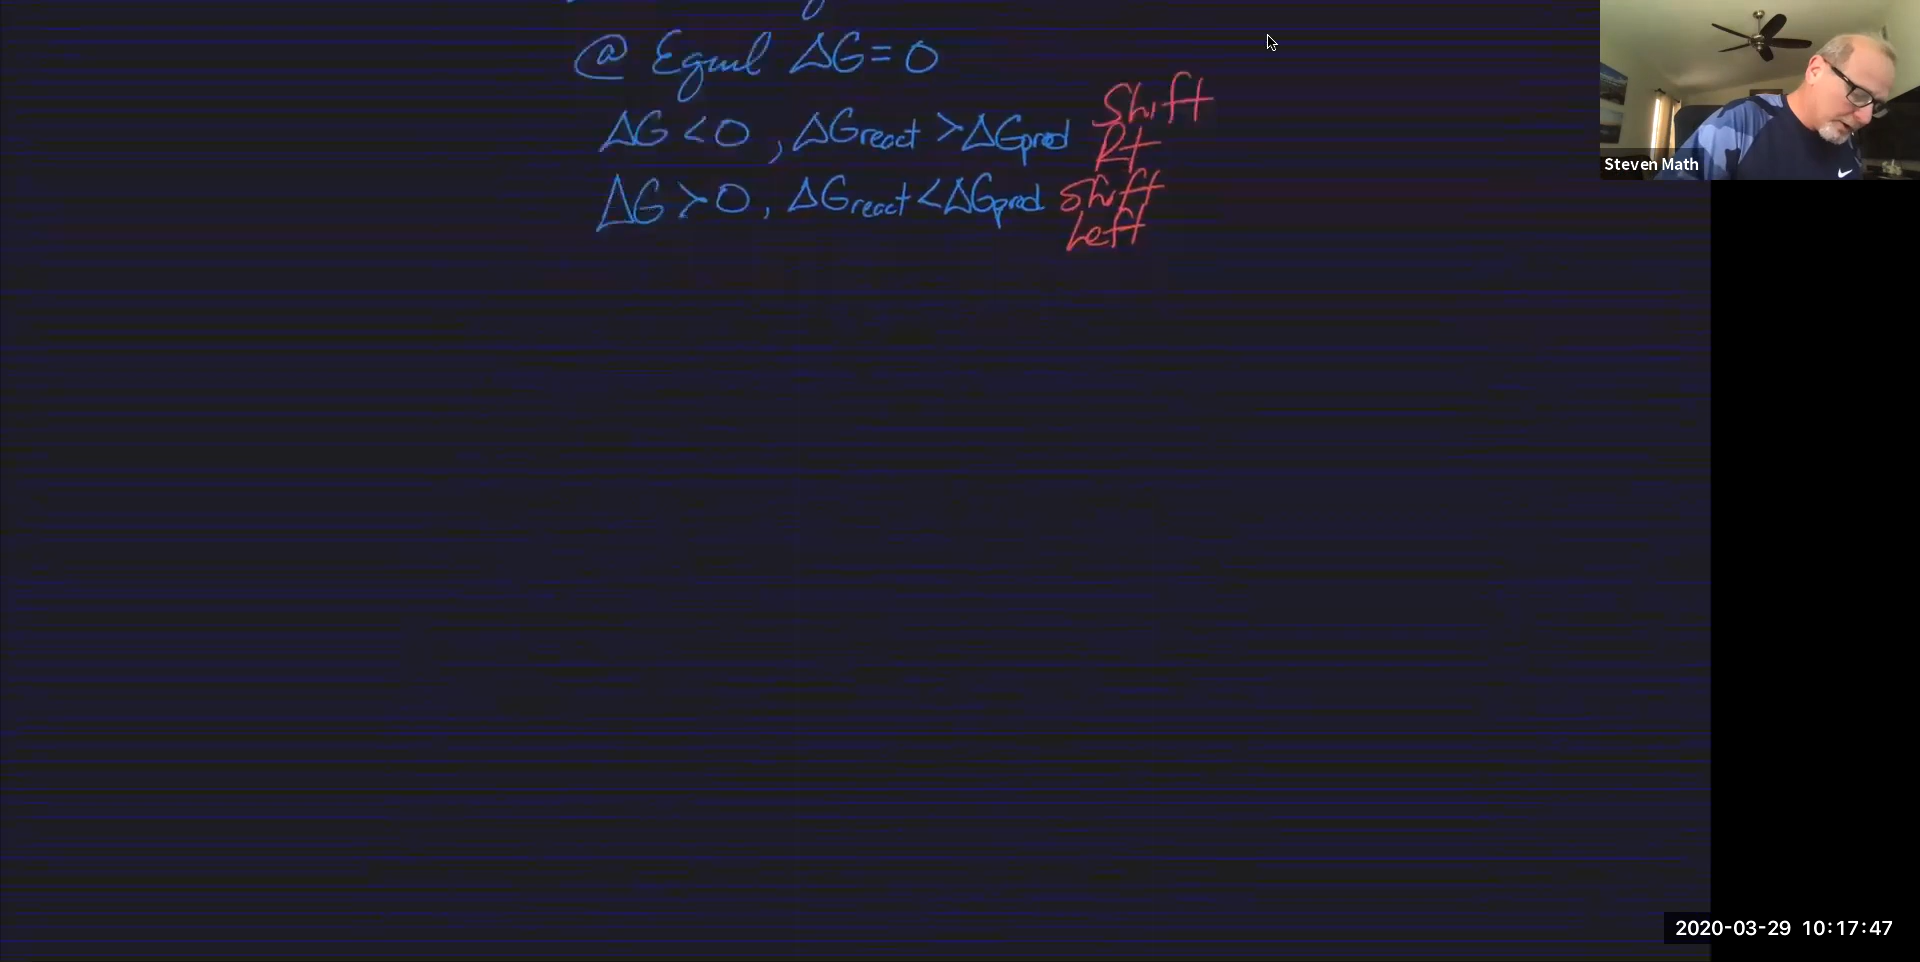 @ Equil ΔG = 0
ΔG < 0, ΔGreact > ΔGprod Shift Rt
ΔG > 0, ΔGreact < ΔGprod Shift Left
Steven Math
2020-03-29 10:17:47